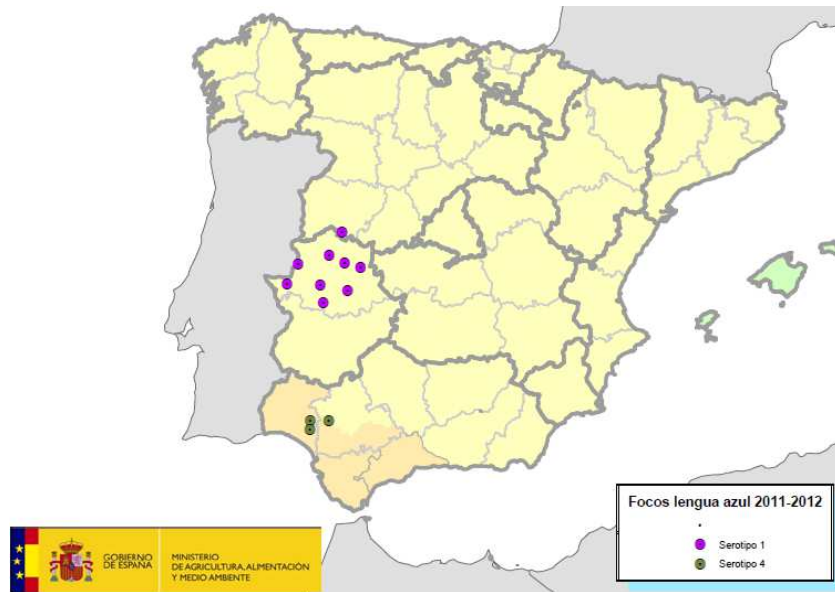 Focos lengua azul 2011-2012
Serotipo 1
Serotipo 4
GOBIERNO
DE ESPAÑA
MINISTERIO
DE AGRICULTURA, ALIMENTACIÓN
Y MEDIO AMBIENTE